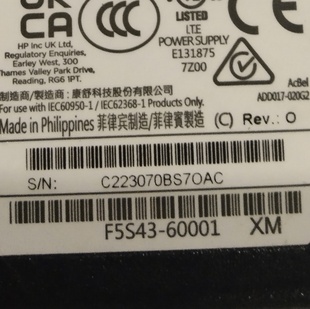 UK
CA
CCC
LISTED
I.T.E.
POWER SUPPLY
E131875
7Z00
HP Inc UK Ltd,
Regulatory Enquiries,
Earley West, 300
Thames Valley Park Drive,
Reading, RG6 1PT.
AcBel
ADD017-020G2
制造商/製造商：康舒科技股份有限公司
For use with IEC60950-1 / IEC62368-1 Products Only.
Made in Philippines 菲律宾制造/菲律賓製造 (C) Rev.: O
S/N: C223070BS7OAC
F5S43-60001 XM